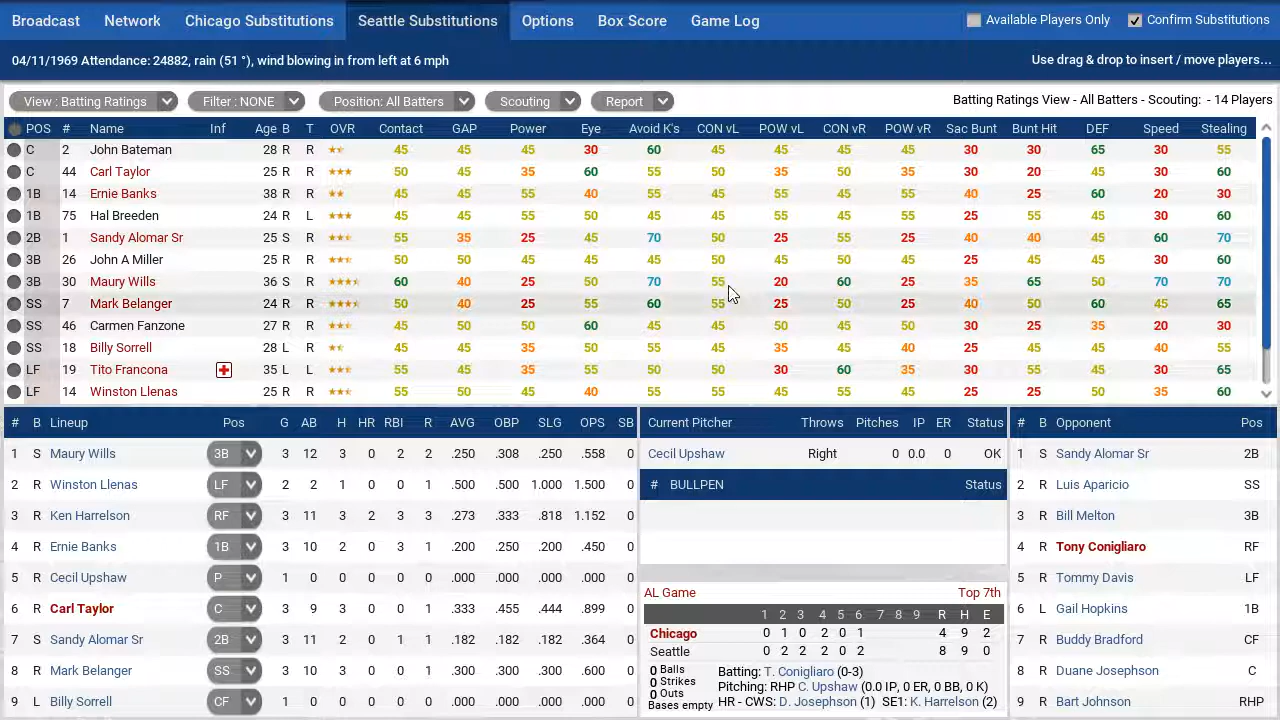 Broadcast Network Chicago Substitutions Seattle Substitutions Options Box Score Game Log Available Players Only Confirm Substitutions
04/11/1969 Attendance: 24882, rain (51 °), wind blowing in from left at 6 mph Use drag & drop to insert / move players...
View : Batting Ratings Filter : NONE Position: All Batters Scouting Report Batting Ratings View - All Batters - Scouting: - 14 Players
POS # Name Inf Age B T OVR Contact GAP Power Eye Avoid K's CON vL POW vL CON vR POW vR Sac Bunt Bunt Hit DEF Speed Stealing
C 2 John Bateman 28 R R 45 45 45 30 60 45 45 45 45 30 30 65 30 55
C 44 Carl Taylor 25 R R 50 45 35 60 55 50 35 50 35 30 20 45 30 60
1B 14 Ernie Banks 38 R R 45 45 55 40 55 45 55 45 55 40 25 60 20 30
1B 75 Hal Breeden 24 R L 45 45 55 50 45 45 55 45 55 25 55 45 30 60
2B 1 Sandy Alomar Sr 25 S R 55 35 25 45 70 50 25 55 25 40 40 45 60 70
3B 26 John A Miller 25 R R 50 50 50 45 45 50 50 50 45 25 50 45 30 60
3B 30 Maury Wills 36 S R 60 40 25 50 70 55 20 60 25 35 65 50 70 70
SS 7 Mark Belanger 24 R R 50 40 25 55 60 55 25 50 25 40 50 60 45 65
SS 46 Carmen Fanzone 27 R R 45 50 50 60 45 45 50 45 50 30 25 35 20 30
SS 18 Billy Sorrell 28 L R 45 45 35 50 55 45 35 45 40 25 45 45 40 55
LF 19 Tito Francona 35 L L 55 45 35 55 50 50 30 60 35 30 55 45 30 65
LF 14 Winston Llenas 25 R R 55 50 45 40 55 55 45 55 45 25 25 50 35 60
# B Lineup Pos G AB H HR RBI R AVG OBP SLG OPS SB
1 S Maury Wills 3B 3 12 3 0 2 2 .250 .308 .250 .558 0
2 R Winston Llenas LF 2 2 1 0 0 1 .500 .500 1.000 1.500 0
3 R Ken Harrelson RF 3 11 3 2 3 3 .273 .333 .818 1.152 0
4 R Ernie Banks 1B 3 10 2 0 3 1 .200 .250 .200 .450 0
5 R Cecil Upshaw P 1 0 0 0 0 0 .000 .000 .000 .000 0
6 R Carl Taylor C 3 9 3 0 0 1 .333 .455 .444 .899 0
7 S Sandy Alomar Sr 2B 3 11 2 0 1 1 .182 .182 .182 .364 0
8 R Mark Belanger SS 3 10 3 0 0 1 .300 .300 .300 .600 0
9 L Billy Sorrell CF 1 0 0 0 0 0 .000 .000 .000 .000 0
Current Pitcher Throws Pitches IP ER Status
Cecil Upshaw Right 0 0.0 0 OK
# BULLPEN Status
AL Game Top 7th
1 2 3 4 5 6 7 8 9 R H E
Chicago 0 1 0 2 0 1 4 9 2
Seattle 0 2 2 2 0 2 8 9 0
0 Balls
0 Strikes
0 Outs
Bases empty
Batting: T. Conigliaro (0-3)
Pitching: RHP C. Upshaw (0.0 IP, 0 ER, 0 BB, 0 K)
HR - CWS: D. Josephson (1) SE1: K. Harrelson (2)
# B Opponent Pos
1 S Sandy Alomar Sr 2B
2 R Luis Aparicio SS
3 R Bill Melton 3B
4 R Tony Conigliaro RF
5 R Tommy Davis LF
6 L Gail Hopkins 1B
7 R Buddy Bradford CF
8 R Duane Josephson C
9 R Bart Johnson RHP